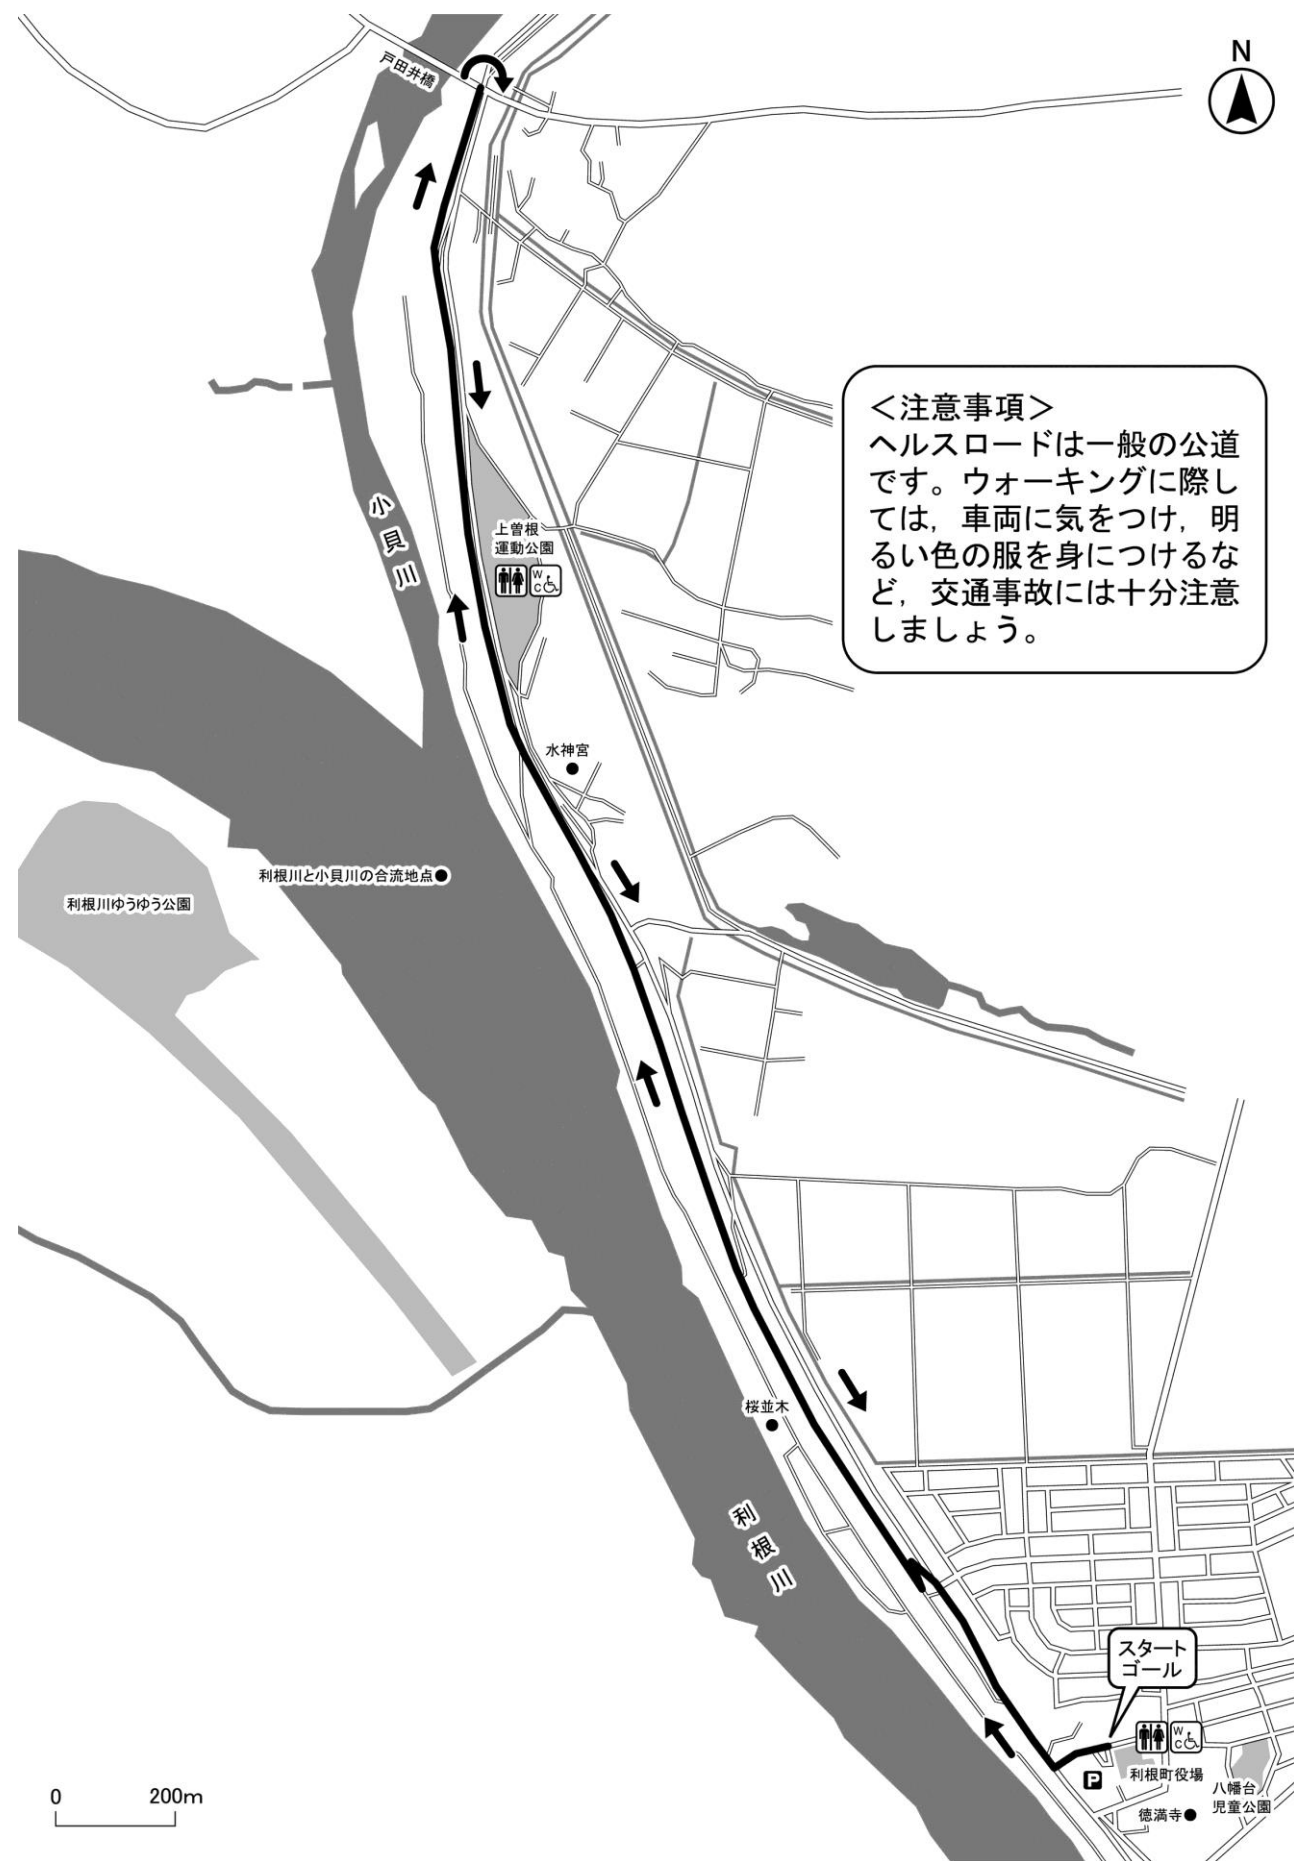 戸田井橋
N
<注意事項>
ヘルスロードは一般の公道
です。ウォーキングに際し
ては，車両に気をつけ，明
るい色の服を身につけるな
ど，交通事故には十分注意
しましょう。
小貝川
上曽根
運動公園
WC
水神宮
利根川と小貝川の合流地点
利根川ゆうゆう公園
桜並木
利根川
スタート
ゴール
WC
P
利根町役場
八幡台
児童公園
徳満寺
0 200m